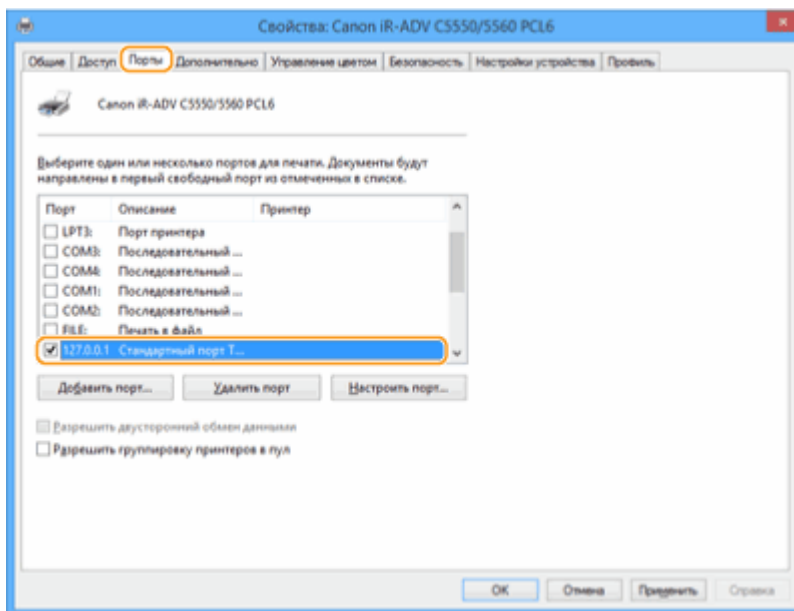 Свойства: Canon iR-ADV C5550/5560 PCL6
Общие Доступ Порты Дополнительно Управление цветом Безопасность Настройки устройства Профиль
Canon iR-ADV C5550/5560 PCL6
Выберите один или несколько портов для печати. Документы будут
направлены в первый свободный порт из отмеченных в списке.
Порт Описание Принтер
LPT3: Порт принтера
COM3: Последовательный ...
COM4: Последовательный ...
COM1: Последовательный ...
COM2: Последовательный ...
FILE: Печать в файл
127.0.0.1 Стандартный порт T...
Добавить порт... Удалить порт Настроить порт...
Разрешить двусторонний обмен данными
Разрешить группировку принтеров в пул
OK Отмена Применить Справка